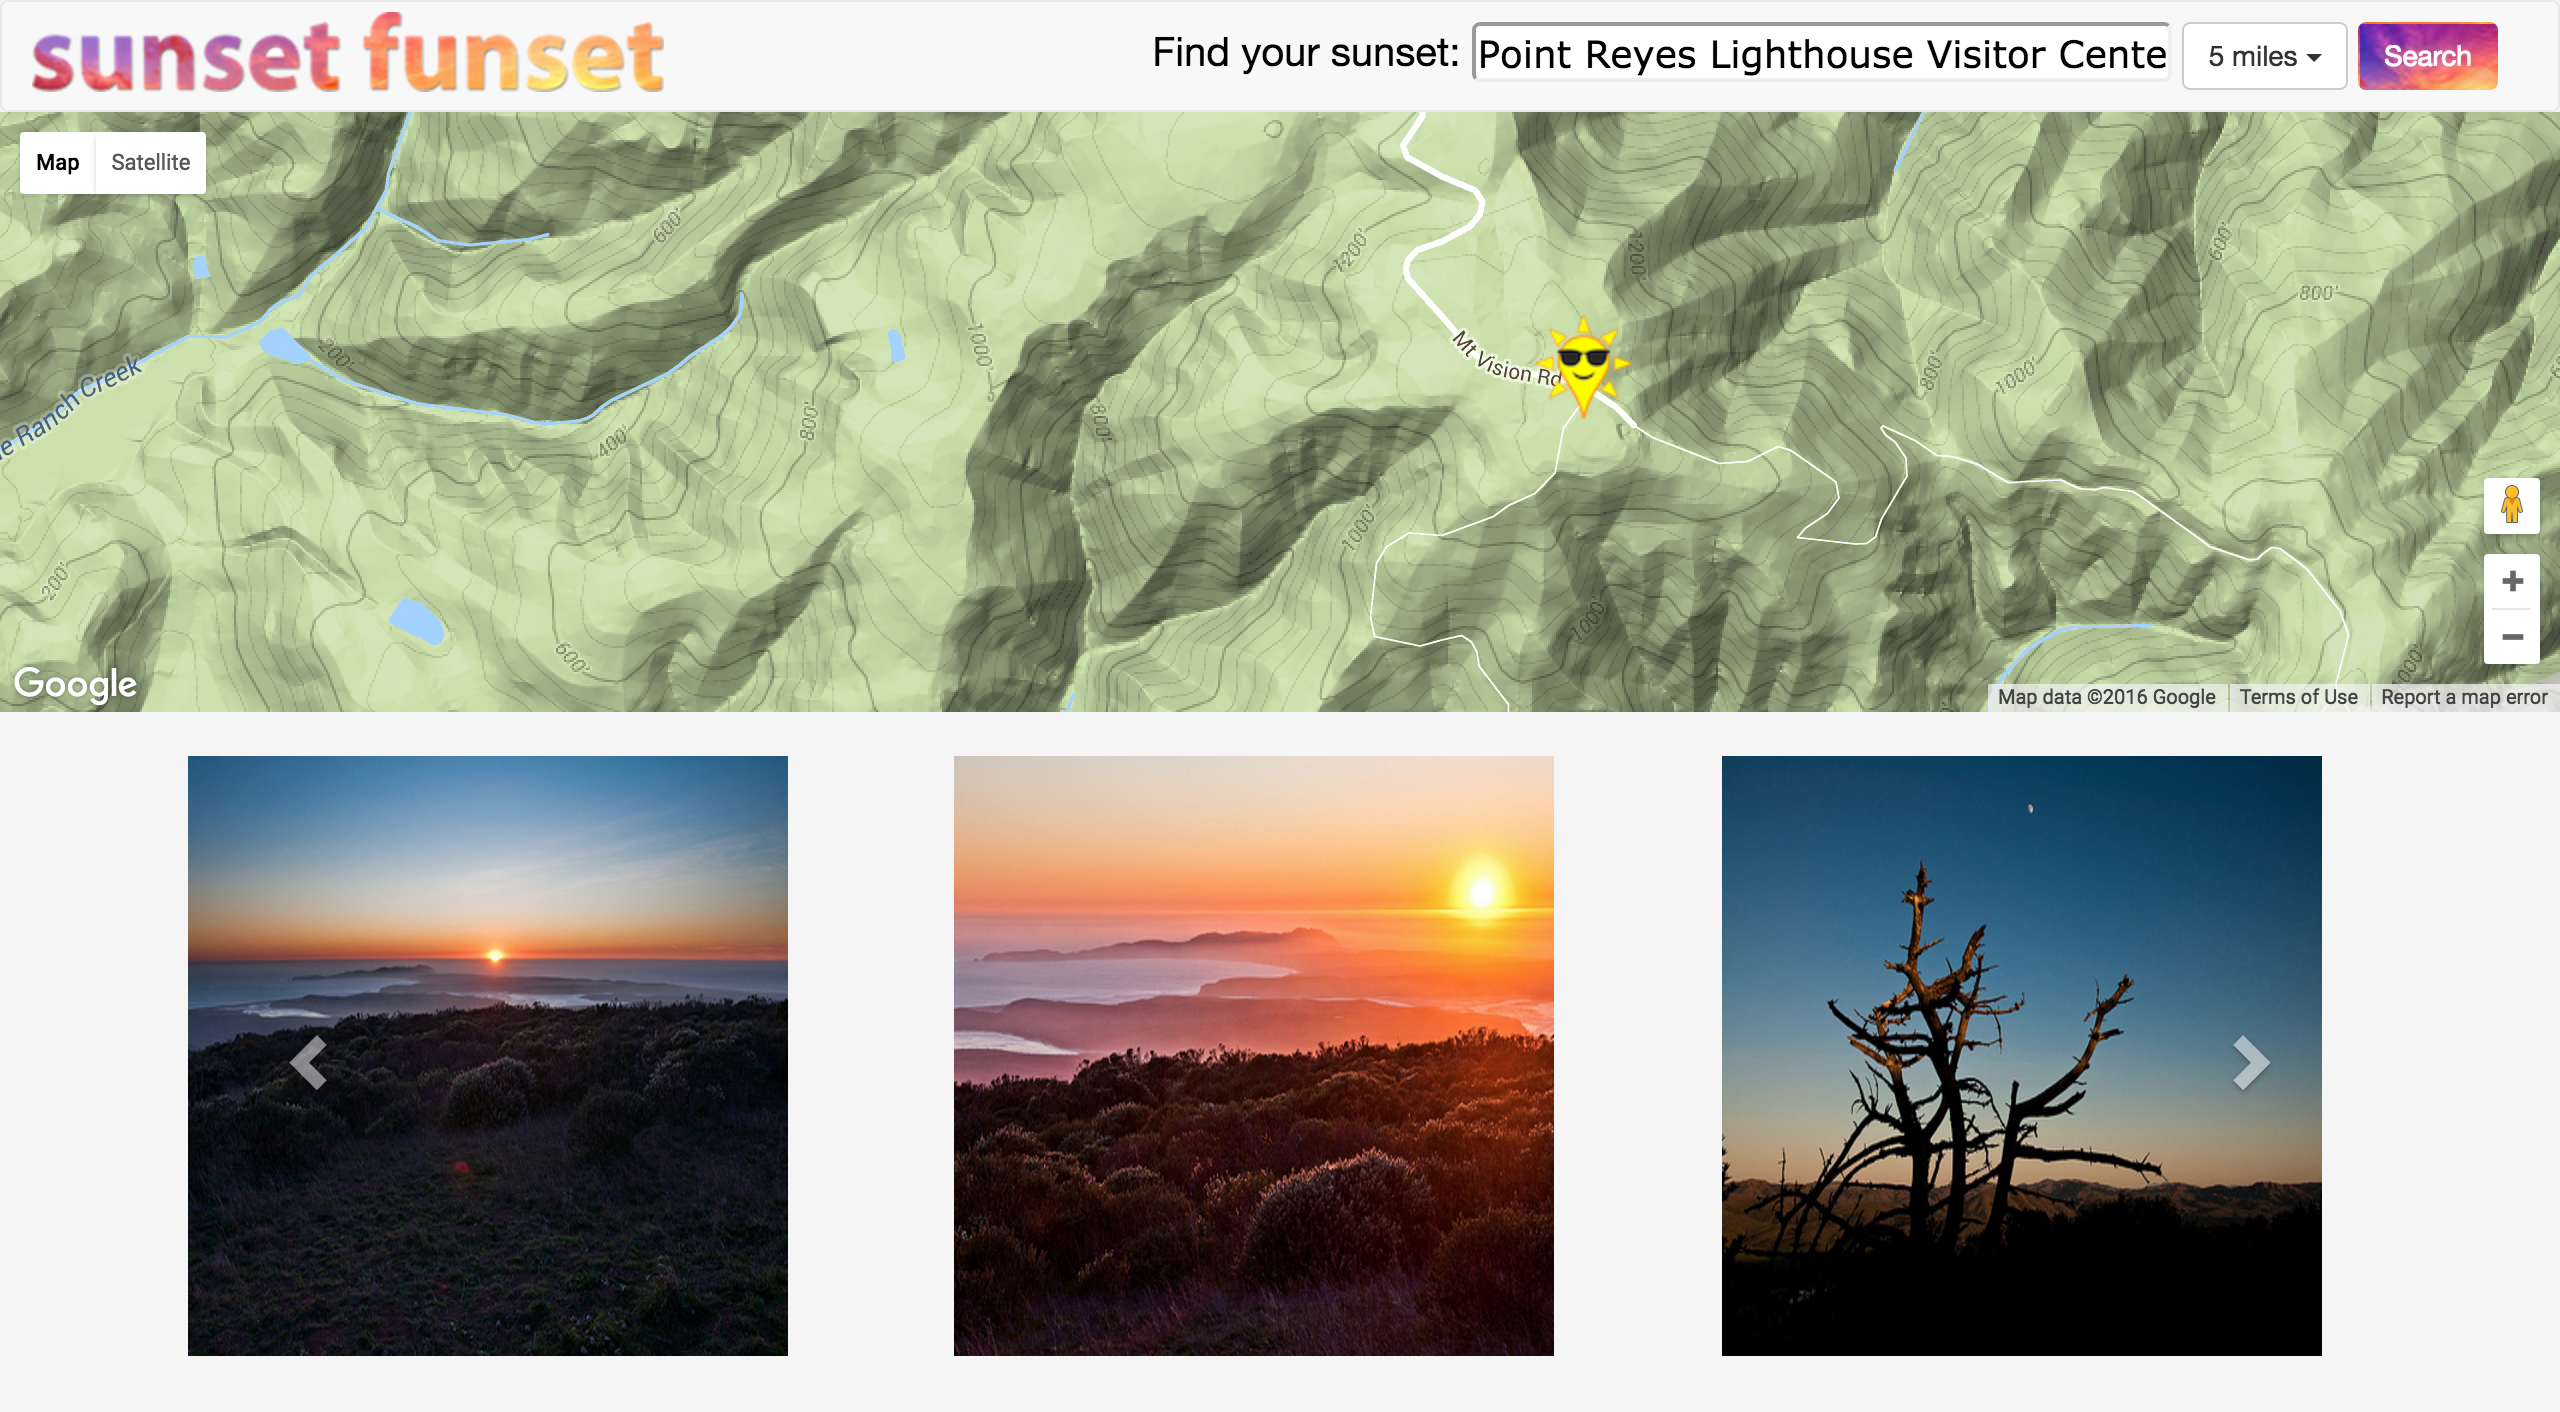 sunset funset
Find your sunset: Point Reyes Lighthouse Visitor Cente 5 miles Search
Map Satellite
600'
1200'
1200'
600'
800'
Mt Vision Rd
200'
1000'
800'
1000'
e Ranch Creek
800'
800'
400'
1000'
200'
1000'
600'
1000'
Google
Map data ©2016 Google Terms of Use Report a map error